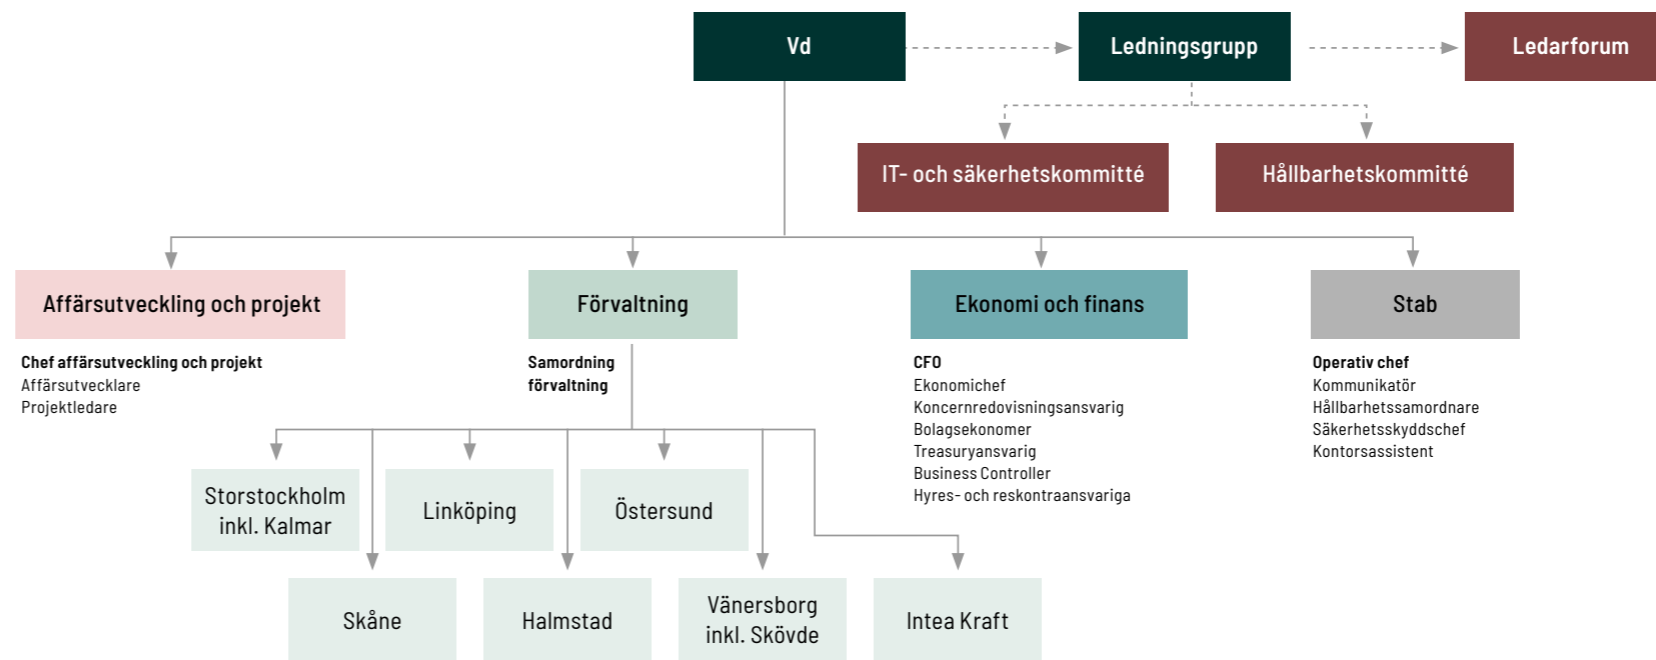 Vd
Ledningsgrupp
Ledarforum
IT- och säkerhetskommitté
Hållbarhetskommitté
Affärsutveckling och projekt
Chef affärsutveckling och projekt
Affärsutvecklare
Projektledare
Förvaltning
Samordning
förvaltning
Ekonomi och finans
CFO
Ekonomichef
Koncernredovisningsansvarig
Bolagsekonomer
Treasuryansvarig
Business Controller
Hyres- och reskontraansvariga
Stab
Operativ chef
Kommunikatör
Hållbarhetssamordnare
Säkerhetsskyddschef
Kontorsassistent
Storstockholm
inkl. Kalmar
Linköping
Östersund
Skåne
Halmstad
Vänersborg
inkl. Skövde
Intea Kraft